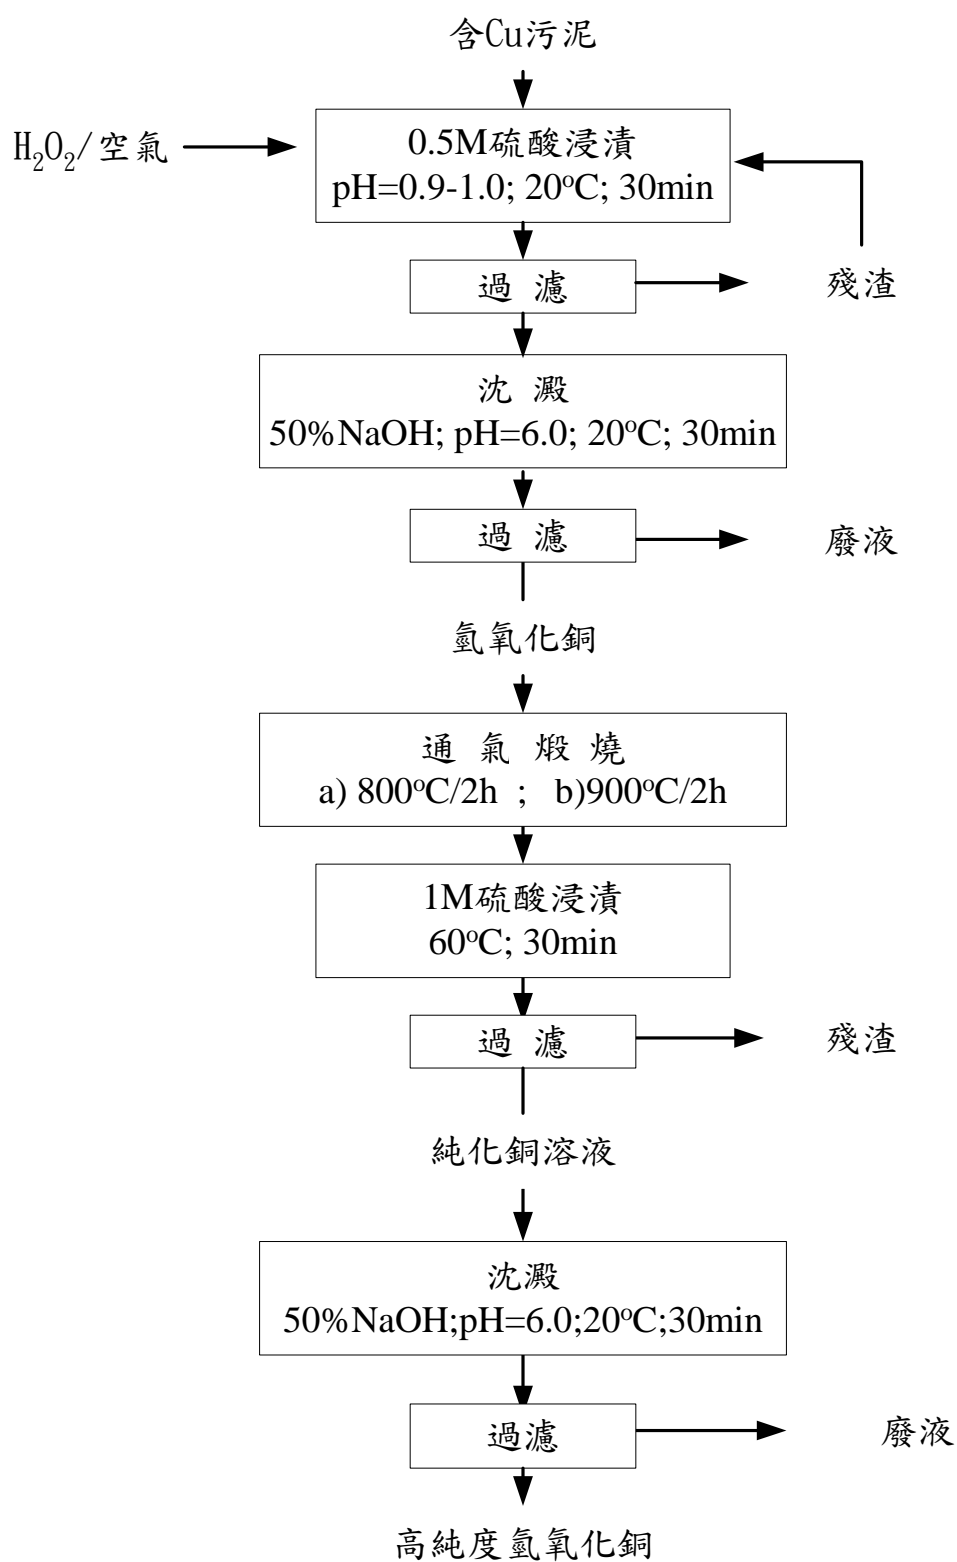 含Cu污泥
H₂O₂/空氣
0.5M硫酸浸漬
pH=0.9-1.0; 20°C; 30min
過 濾
殘渣
沈 澱
50%NaOH; pH=6.0; 20°C; 30min
過 濾
廢液
氫氧化銅
通 氣 煅 燒
a) 800°C/2h ; b)900°C/2h
1M硫酸浸漬
60°C; 30min
過 濾
殘渣
純化銅溶液
沈澱
50%NaOH;pH=6.0;20°C;30min
過濾
廢液
高純度氫氧化銅